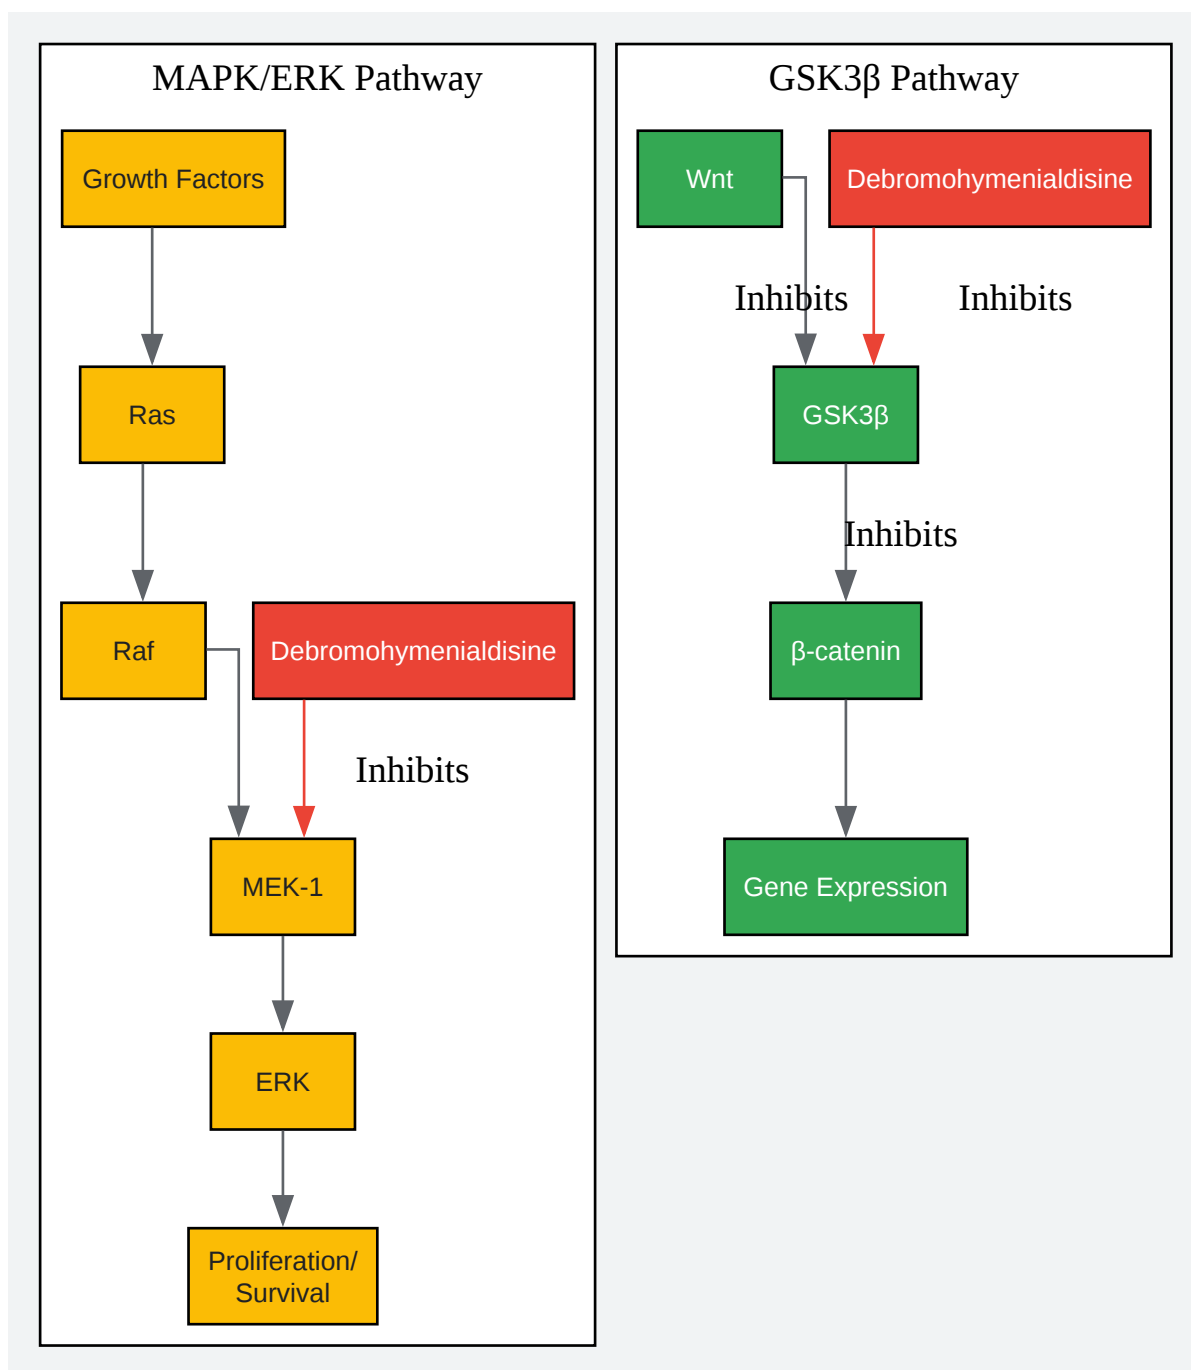 MAPK/ERK Pathway
Growth Factors
Ras
Raf
Debromohymenialdisine
Inhibits
MEK-1
ERK
Proliferation/
Survival
GSK3β Pathway
Wnt
Debromohymenialdisine
Inhibits
Inhibits
GSK3β
Inhibits
β-catenin
Gene Expression